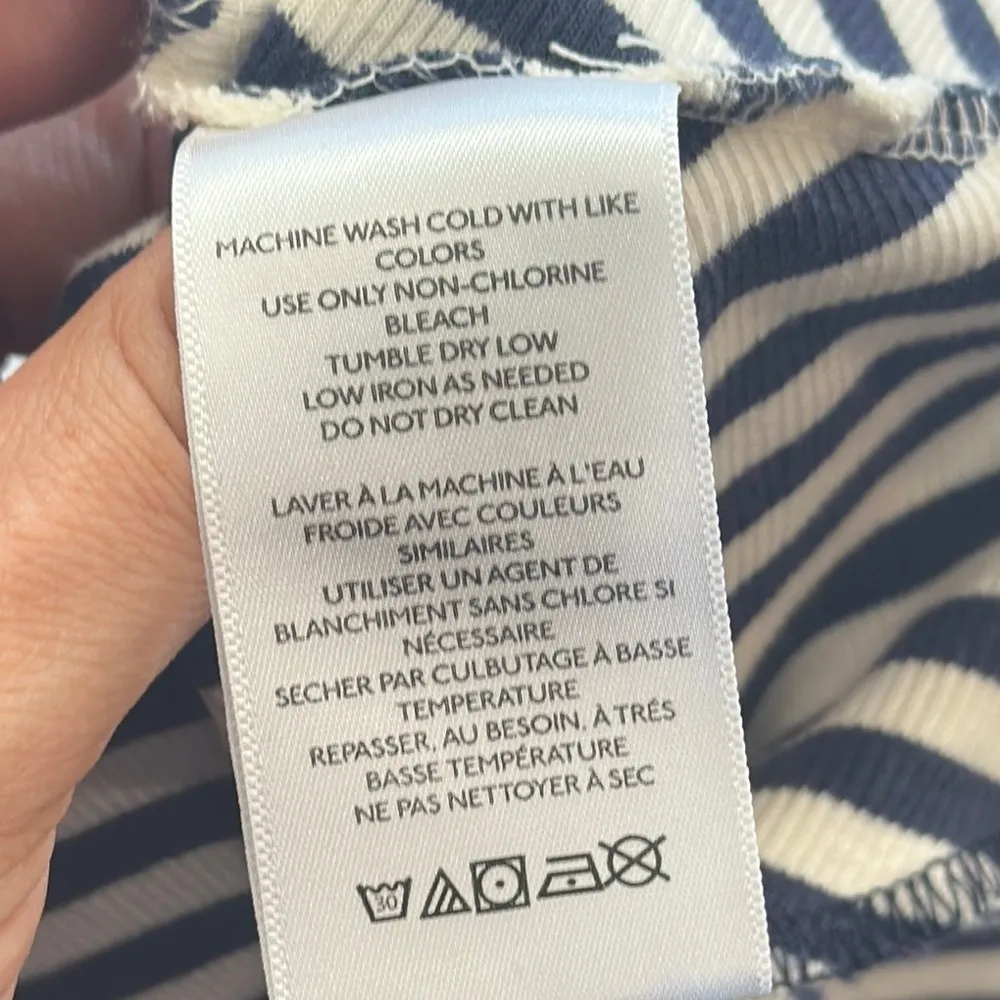 MACHINE WASH COLD WITH LIKE
COLORS
USE ONLY NON-CHLORINE
BLEACH
TUMBLE DRY LOW
LOW IRON AS NEEDED
DO NOT DRY CLEAN
LAVER À LA MACHINE À L'EAU
FROIDE AVEC COULEURS
SIMILAIRES
UTILISER UN AGENT DE
BLANCHIMENT SANS CHLORE SI
NÉCESSAIRE
SECHER PAR CULBUTAGE À BASSE
TEMPERATURE
REPASSER, AU BESOIN, À TRÉS
BASSE TEMPÉRATURE
NE PAS NETTOYER À SEC
30